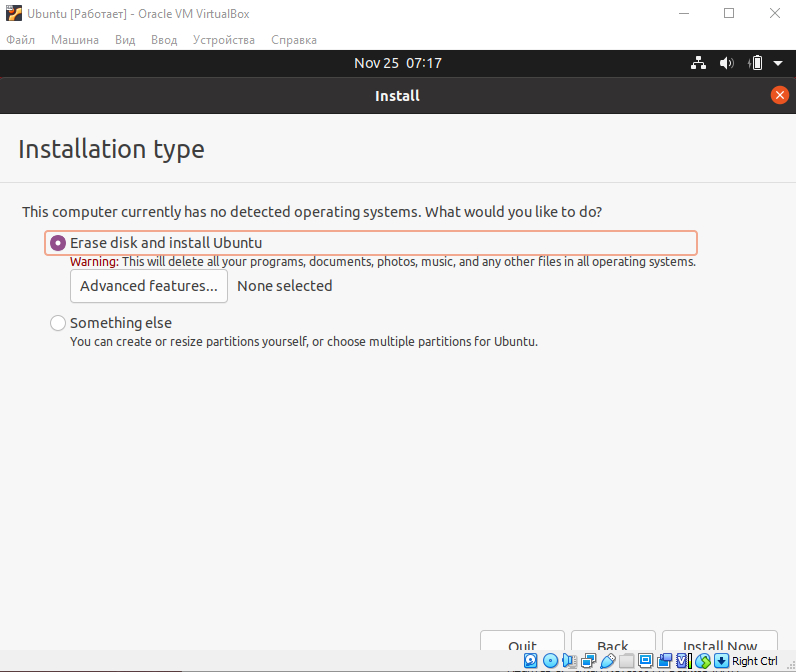 Ubuntu [Работает] - Oracle VM VirtualBox
Файл Машина Вид Ввод Устройства Справка
Nov 25 07:17
Install
Installation type
This computer currently has no detected operating systems. What would you like to do?
Erase disk and install Ubuntu
Warning: This will delete all your programs, documents, photos, music, and any other files in all operating systems.
Advanced features... None selected
Something else
You can create or resize partitions yourself, or choose multiple partitions for Ubuntu.
Quit Back Install Now
Right Ctrl